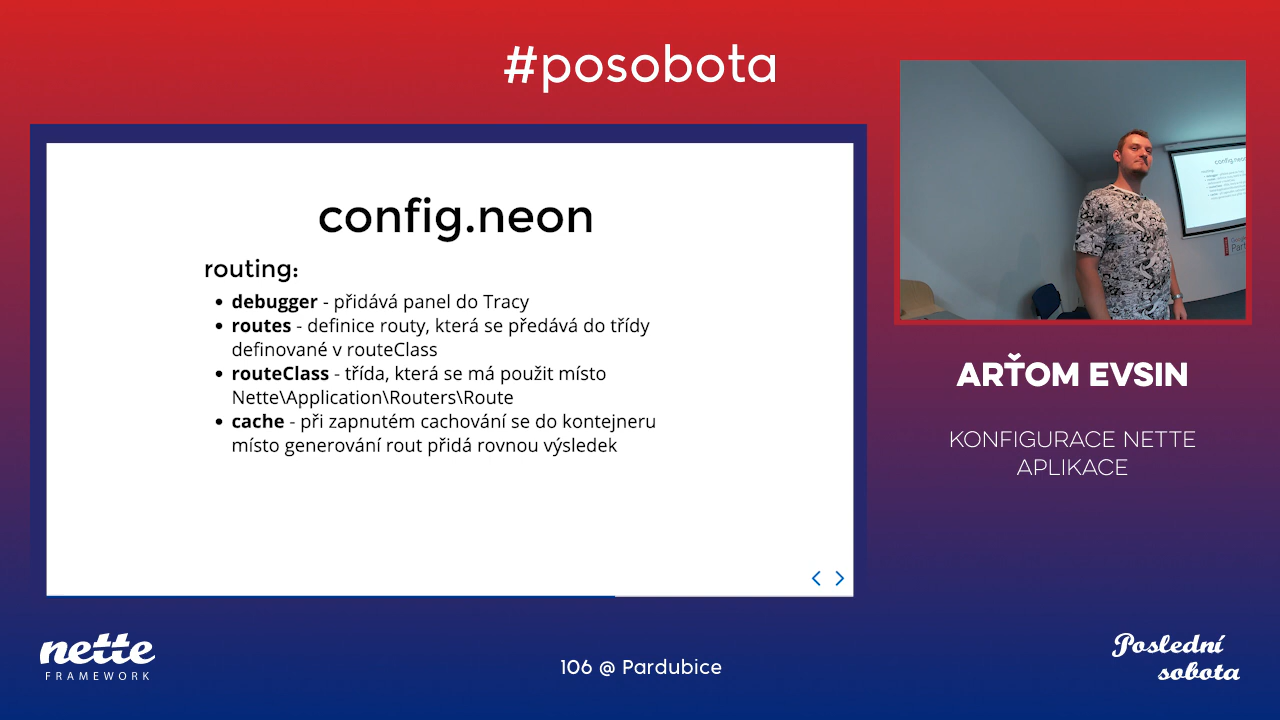 #posobota
config.neon
routing:
• debugger - přidává panel do Tracy
• routes - definice routy, která se předává do třídy
definované v routeClass
• routeClass - třída, která se má použit místo
Nette\Application\Routers\Route
• cache - při zapnutém cachování se do kontejneru
místo generování rout přidá rovnou výsledek
config.neon
ARŤOM EVSIN
KONFIGURACE NETTE
APLIKACE
nette
FRAMEWORK
106 @ Pardubice
Poslední
sobota